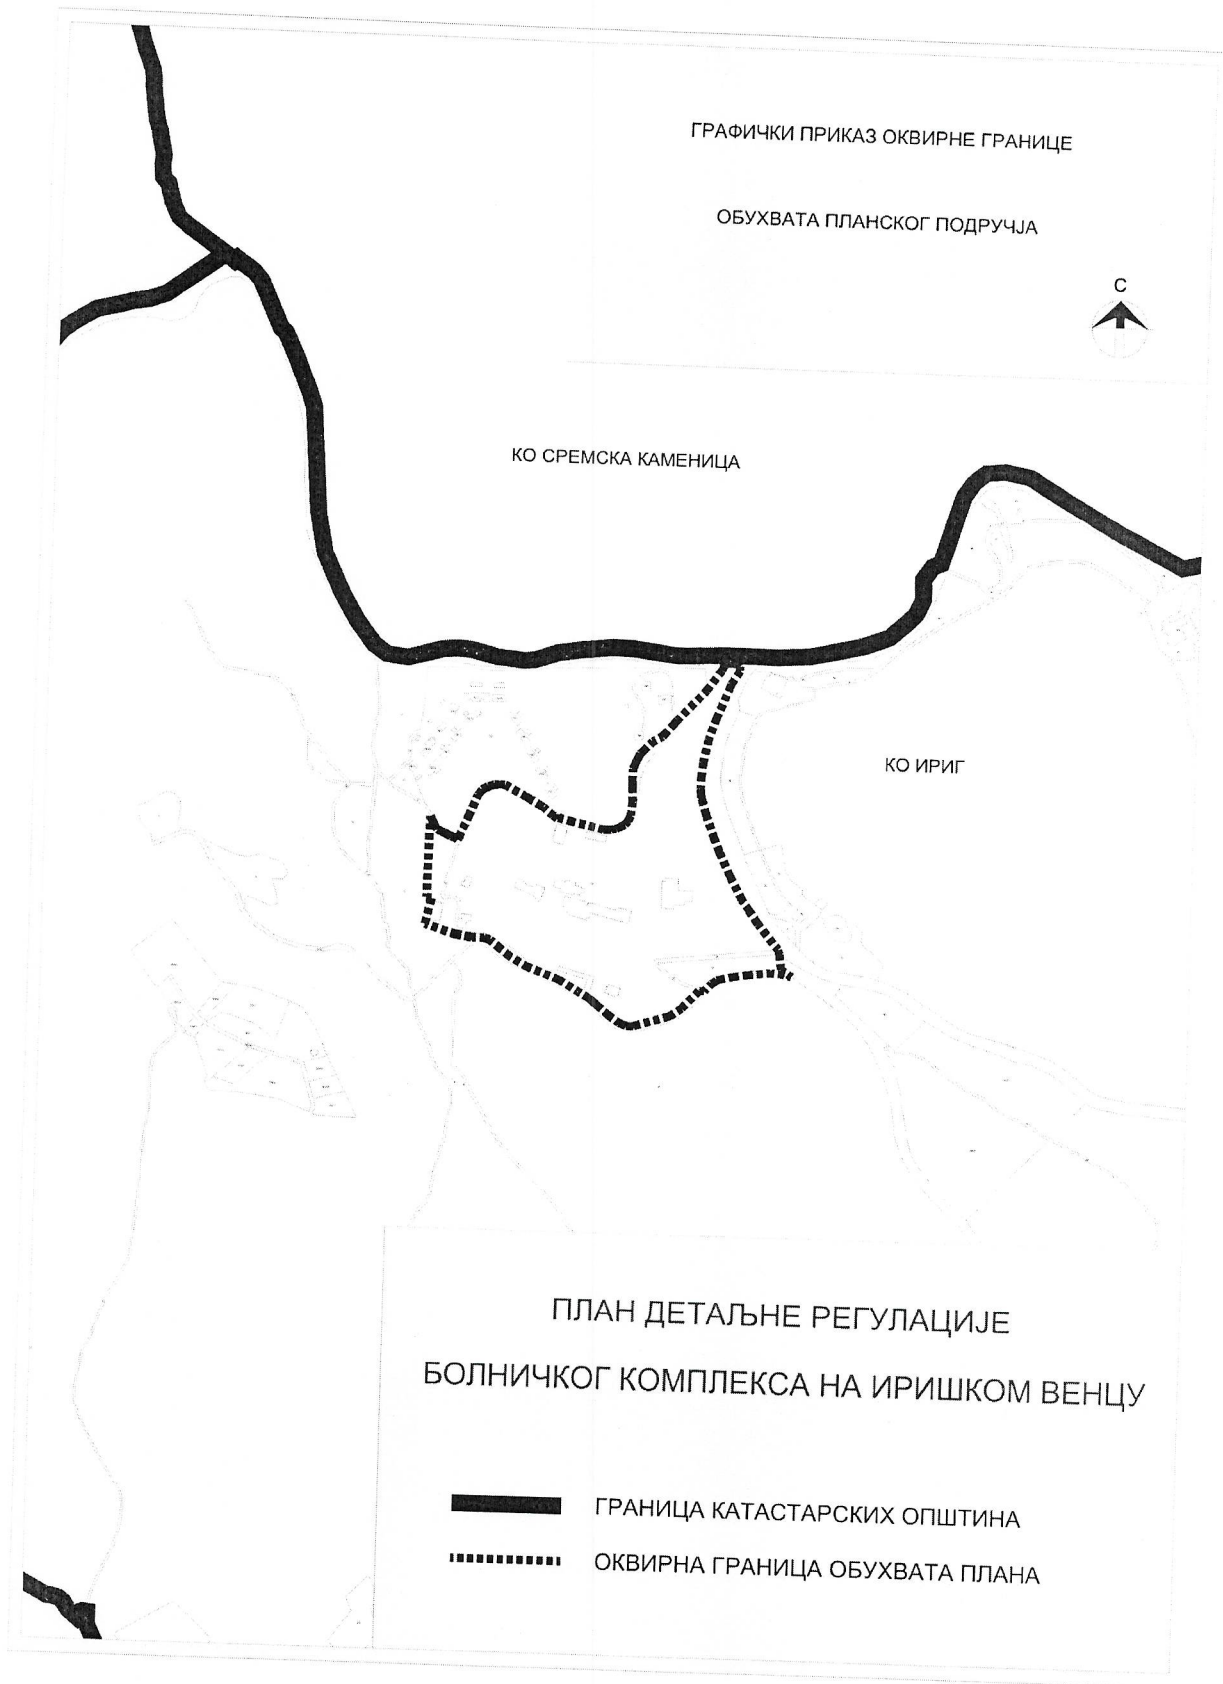 ГРАФИЧКИ ПРИКАЗ ОКВИРНЕ ГРАНИЦЕ
ОБУХВАТА ПЛАНСКОГ ПОДРУЧЈА
С
КО СРЕМСКА КАМЕНИЦА
КО ИРИГ
ПЛАН ДЕТАЉНЕ РЕГУЛАЦИЈЕ
БОЛНИЧКОГ КОМПЛЕКСА НА ИРИШКОМ ВЕНЦУ
ГРАНИЦА КАТАСТАРСКИХ ОПШТИНА
ОКВИРНА ГРАНИЦА ОБУХВАТА ПЛАНА